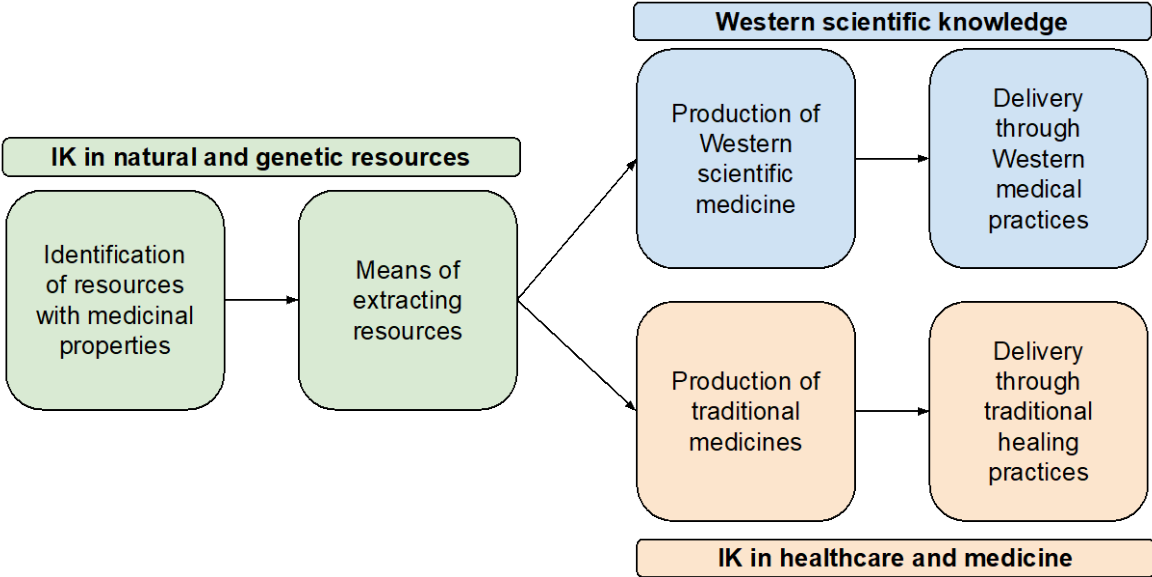 Western scientific knowledge
Production of
Western
scientific
medicine
Delivery
through
Western
medical
practices
IK in natural and genetic resources
Identification
of resources
with medicinal
properties
Means of
extracting
resources
Production of
traditional
medicines
Delivery
through
traditional
healing
practices
IK in healthcare and medicine